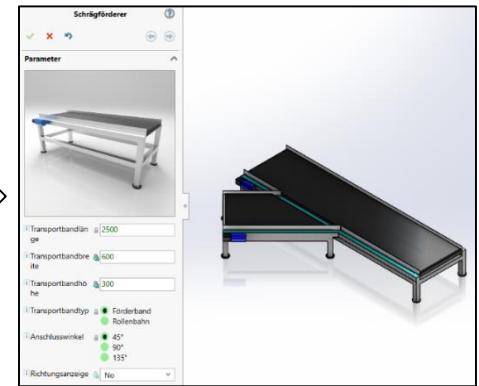 Schrägförderer
Parameter
Transportbandlän
ge
2500
Transportbandbre
ite
600
Transportbandhö
he
300
Transportbandtyp
Förderband
Rollenbahn
Anschlusswinkel
45°
90°
135°
Richtungsanzeige
No